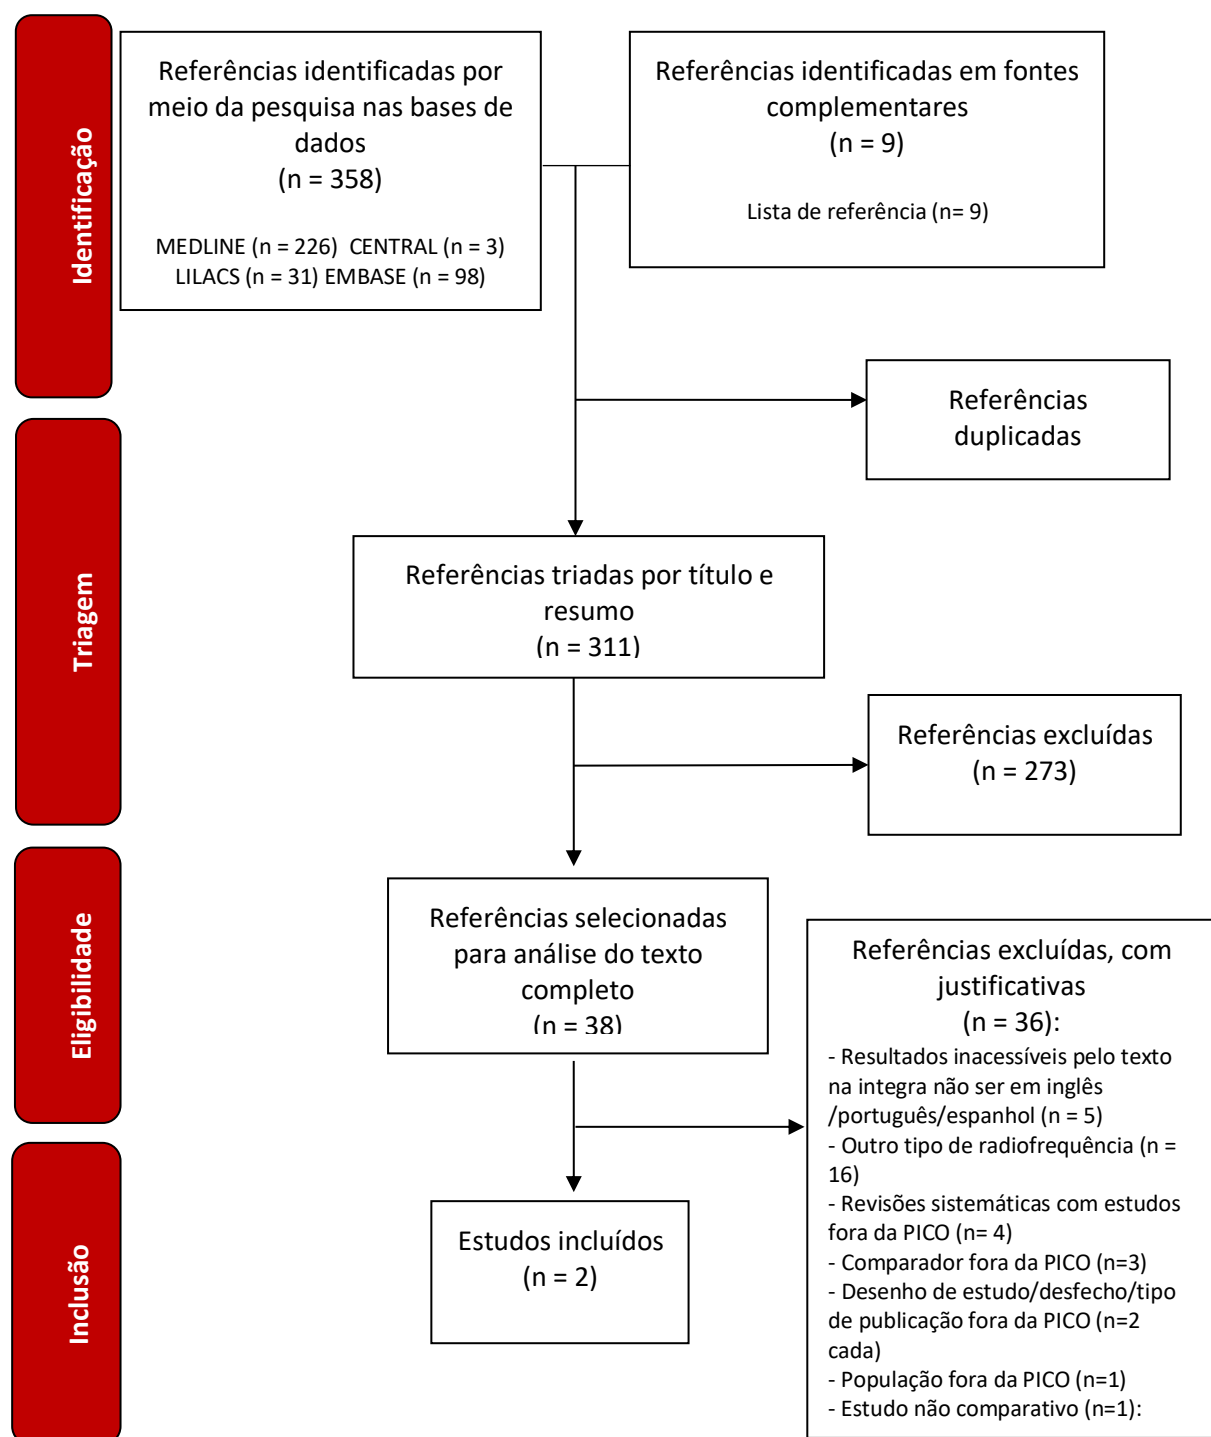 Identificação
Referências identificadas por
meio da pesquisa nas bases de
dados
(n = 358)
MEDLINE (n = 226)  CENTRAL (n = 3)
LILACS (n = 31) EMBASE (n = 98)
Referências identificadas em fontes
complementares
(n = 9)
Lista de referência (n= 9)
Referências
duplicadas
Triagem
Referências triadas por título e
resumo
(n = 311)
Referências excluídas
(n = 273)
Eligibilidade
Referências selecionadas
para análise do texto
completo
(n = 38)
Referências excluídas, com
justificativas
(n = 36):
- Resultados inacessíveis pelo texto
na integra não ser em inglês
/português/espanhol (n = 5)
- Outro tipo de radiofrequência (n =
16)
- Revisões sistemáticas com estudos
fora da PICO (n= 4)
- Comparador fora da PICO (n=3)
- Desenho de estudo/desfecho/tipo
de publicação fora da PICO (n=2
cada)
- População fora da PICO (n=1)
- Estudo não comparativo (n=1):
Inclusão
Estudos incluídos
(n = 2)